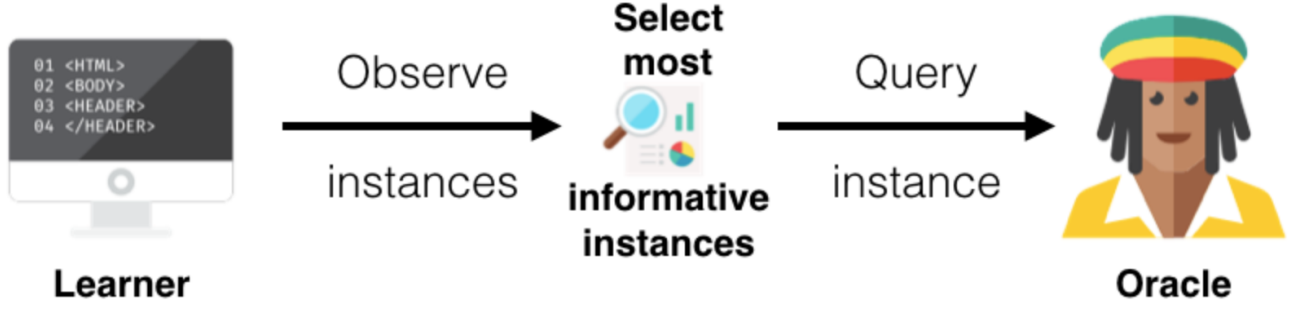 01 <HTML>
02 <BODY>
03 <HEADER>
04 </HEADER>
Learner
Observe
instances
Select
most
informative
instances
Query
instance
Oracle